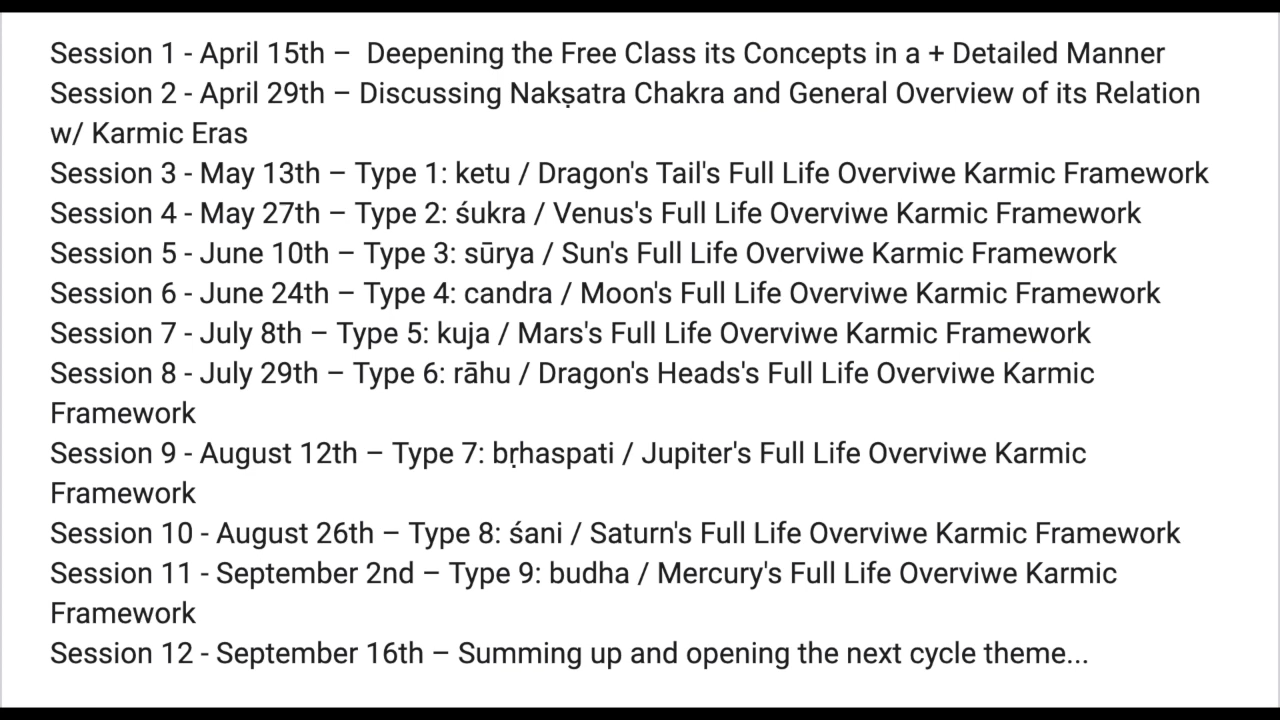 Session 1 - April 15th –  Deepening the Free Class its Concepts in a + Detailed Manner
Session 2 - April 29th – Discussing Nakṣatra Chakra and General Overview of its Relation
w/ Karmic Eras
Session 3 - May 13th – Type 1: ketu / Dragon's Tail's Full Life Overviwe Karmic Framework
Session 4 - May 27th – Type 2: śukra / Venus's Full Life Overviwe Karmic Framework
Session 5 - June 10th – Type 3: sūrya / Sun's Full Life Overviwe Karmic Framework
Session 6 - June 24th – Type 4: candra / Moon's Full Life Overviwe Karmic Framework
Session 7 - July 8th – Type 5: kuja / Mars's Full Life Overviwe Karmic Framework
Session 8 - July 29th – Type 6: rāhu / Dragon's Heads's Full Life Overviwe Karmic
Framework
Session 9 - August 12th – Type 7: bṛhaspati / Jupiter's Full Life Overviwe Karmic
Framework
Session 10 - August 26th – Type 8: śani / Saturn's Full Life Overviwe Karmic Framework
Session 11 - September 2nd – Type 9: budha / Mercury's Full Life Overviwe Karmic
Framework
Session 12 - September 16th – Summing up and opening the next cycle theme...